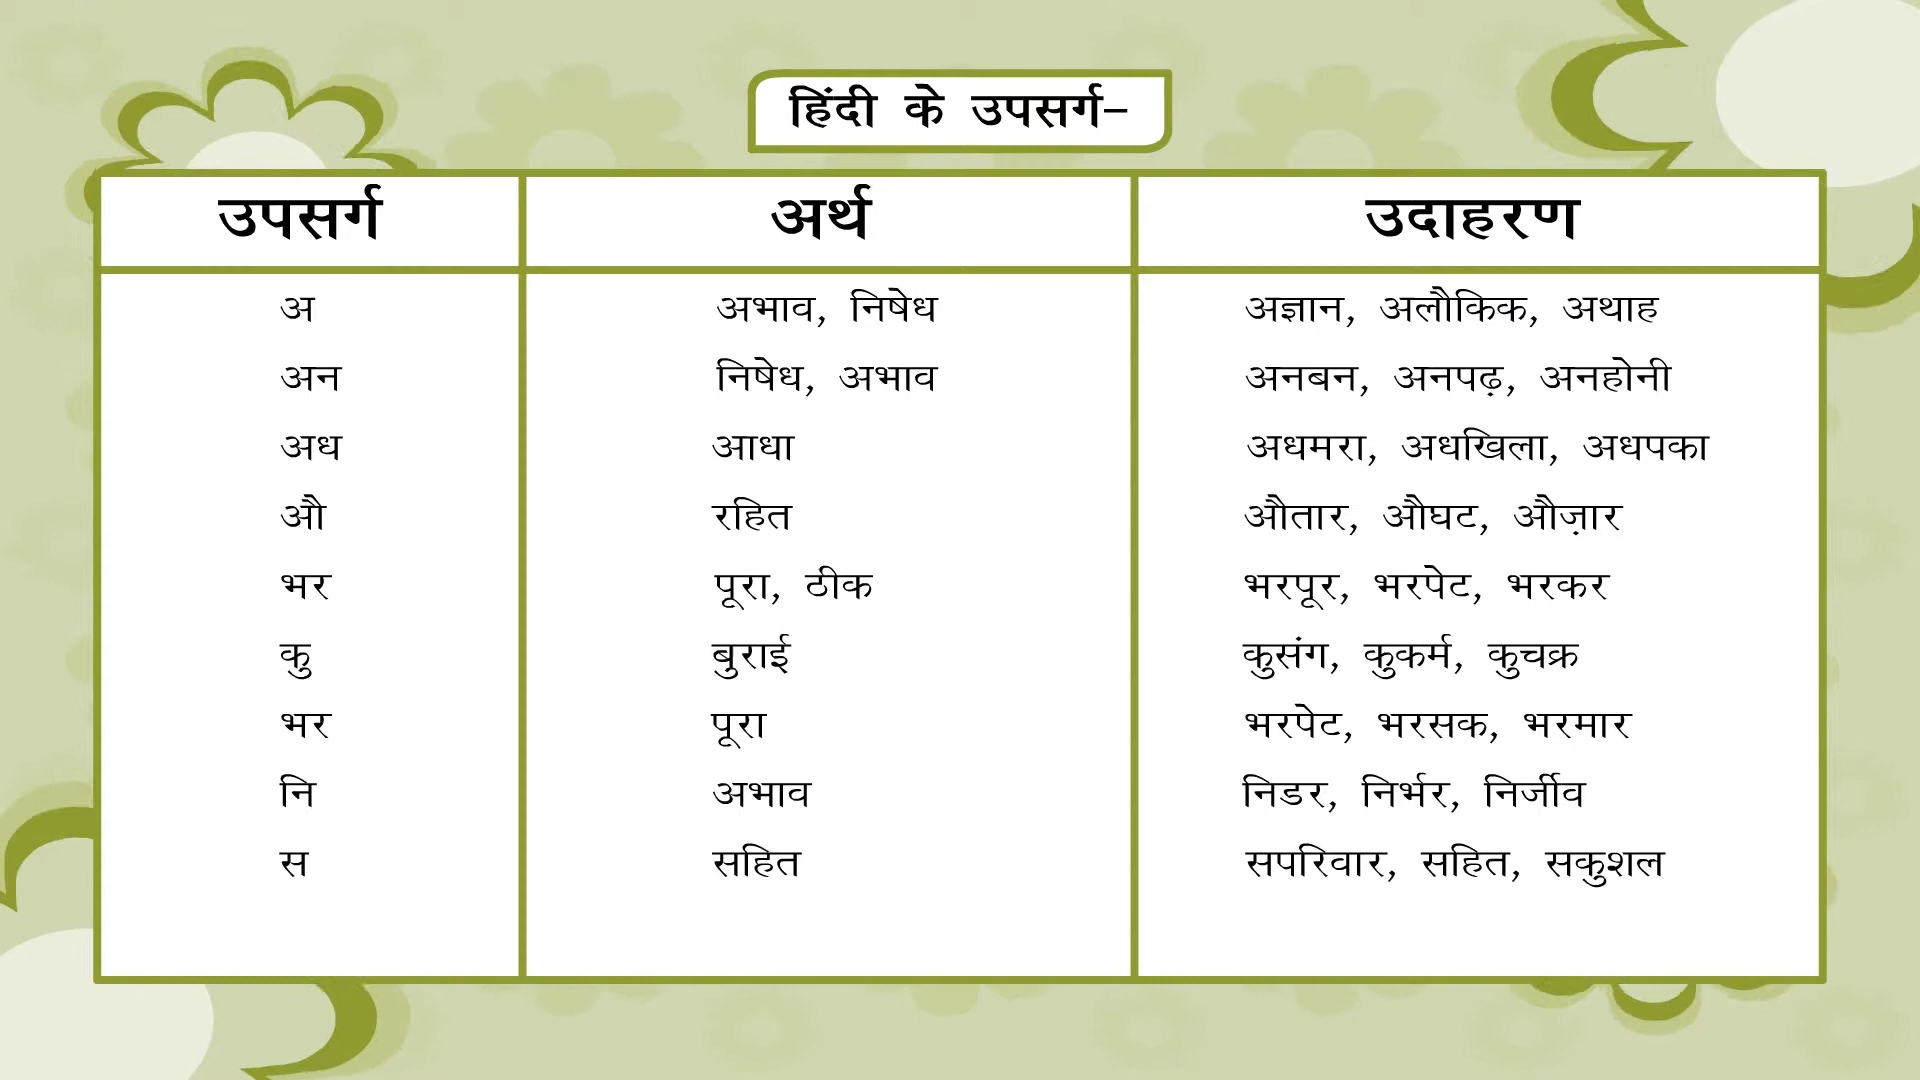 हिंदी के उपसर्ग–
उपसर्ग अर्थ उदाहरण
अ अभाव, निषेध अज्ञान, अलौकिक, अथाह
अन निषेध, अभाव अनबन, अनपढ़, अनहोनी
अध आधा अधमरा, अधखिला, अधपका
औ रहित औतार, औघट, औज़ार
भर पूरा, ठीक भरपूर, भरपेट, भरकर
कु बुराई कुसंग, कुकर्म, कुचक्र
भर पूरा भरपेट, भरसक, भरमार
नि अभाव निडर, निर्भर, निर्जीव
स सहित सपरिवार, सहित, सकुशल